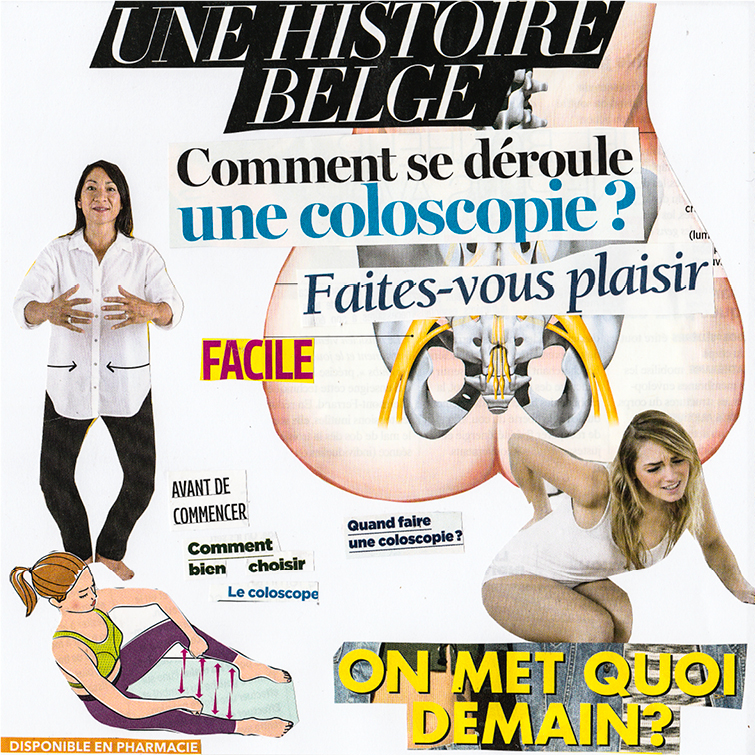 UNE HISTOIRE
BELGE
Comment se déroule
une coloscopie ?
Faites-vous plaisir
FACILE
AVANT DE
COMMENCER
Comment
bien choisir
Le coloscope
Quand faire
une coloscopie ?
ON MET QUOI
DEMAIN?
DISPONIBLE EN PHARMACIE